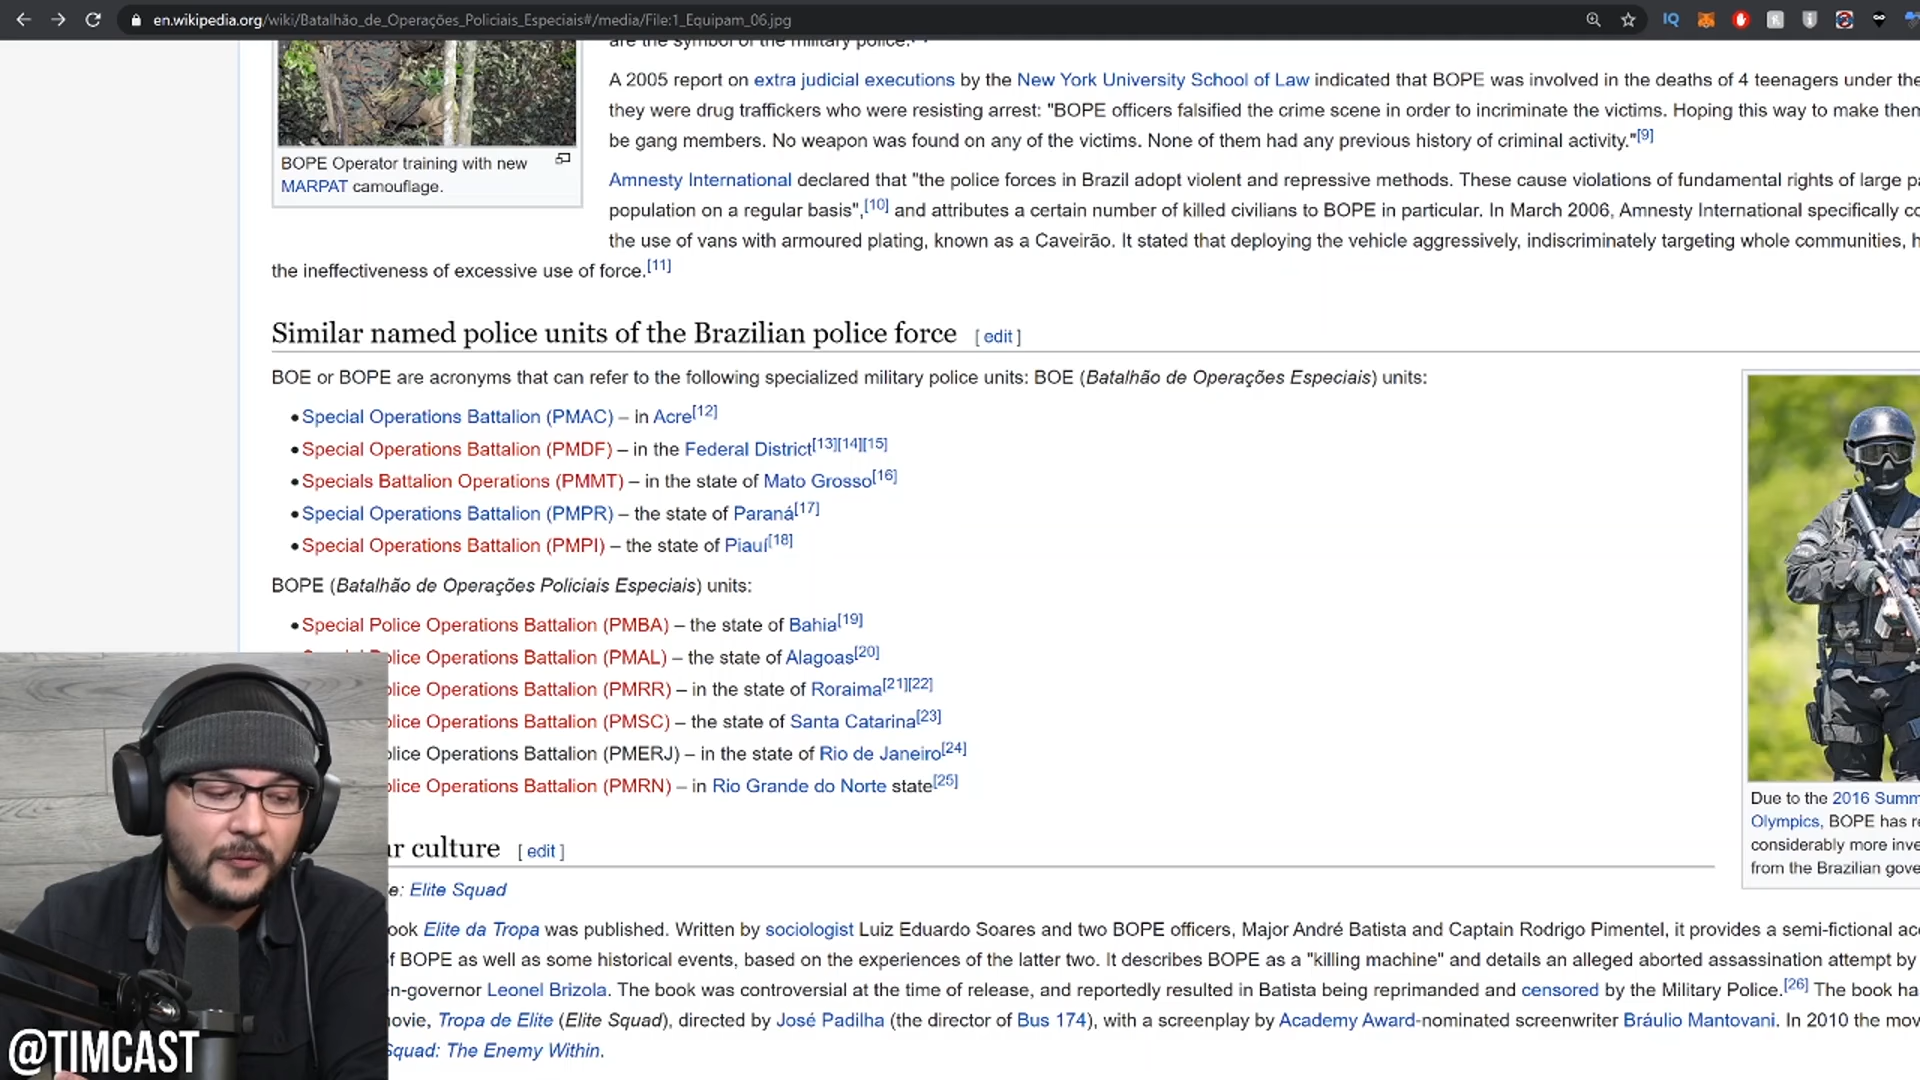 en.wikipedia.org/wiki/Batalhão_de_Operações_Policiais_Especiais#/media/File:1_Equipam_06.jpg
IQ
are the symbol of the military police.
A 2005 report on extra judicial executions by the New York University School of Law indicated that BOPE was involved in the deaths of 4 teenagers under the
they were drug traffickers who were resisting arrest: "BOPE officers falsified the crime scene in order to incriminate the victims. Hoping this way to make them
be gang members. No weapon was found on any of the victims. None of them had any previous history of criminal activity."[9]
BOPE Operator training with new
MARPAT camouflage.
Amnesty International declared that "the police forces in Brazil adopt violent and repressive methods. These cause violations of fundamental rights of large pa
population on a regular basis",[10] and attributes a certain number of killed civilians to BOPE in particular. In March 2006, Amnesty International specifically co
the use of vans with armoured plating, known as a Caveirão. It stated that deploying the vehicle aggressively, indiscriminately targeting whole communities, h
the ineffectiveness of excessive use of force.[11]
Similar named police units of the Brazilian police force [ edit ]
BOE or BOPE are acronyms that can refer to the following specialized military police units: BOE (Batalhão de Operações Especiais) units:
• Special Operations Battalion (PMAC) – in Acre[12]
• Special Operations Battalion (PMDF) – in the Federal District[13][14][15]
• Specials Battalion Operations (PMMT) – in the state of Mato Grosso[16]
• Special Operations Battalion (PMPR) – the state of Paraná[17]
• Special Operations Battalion (PMPI) – the state of Piauí[18]
BOPE (Batalhão de Operações Policiais Especiais) units:
• Special Police Operations Battalion (PMBA) – the state of Bahia[19]
olice Operations Battalion (PMAL) – the state of Alagoas[20]
olice Operations Battalion (PMRR) – in the state of Roraima[21][22]
olice Operations Battalion (PMSC) – the state of Santa Catarina[23]
olice Operations Battalion (PMERJ) – in the state of Rio de Janeiro[24]
olice Operations Battalion (PMRN) – in Rio Grande do Norte state[25]
Due to the 2016 Summ
Olympics, BOPE has re
considerably more inve
from the Brazilian gove
ar culture [ edit ]
e: Elite Squad
ook Elite da Tropa was published. Written by sociologist Luiz Eduardo Soares and two BOPE officers, Major André Batista and Captain Rodrigo Pimentel, it provides a semi-fictional acc
f BOPE as well as some historical events, based on the experiences of the latter two. It describes BOPE as a "killing machine" and details an alleged aborted assassination attempt by
n-governor Leonel Brizola. The book was controversial at the time of release, and reportedly resulted in Batista being reprimanded and censored by the Military Police.[26] The book ha
ovie, Tropa de Elite (Elite Squad), directed by José Padilha (the director of Bus 174), with a screenplay by Academy Award-nominated screenwriter Bráulio Mantovani. In 2010 the mov
Squad: The Enemy Within.
@TIMCAST